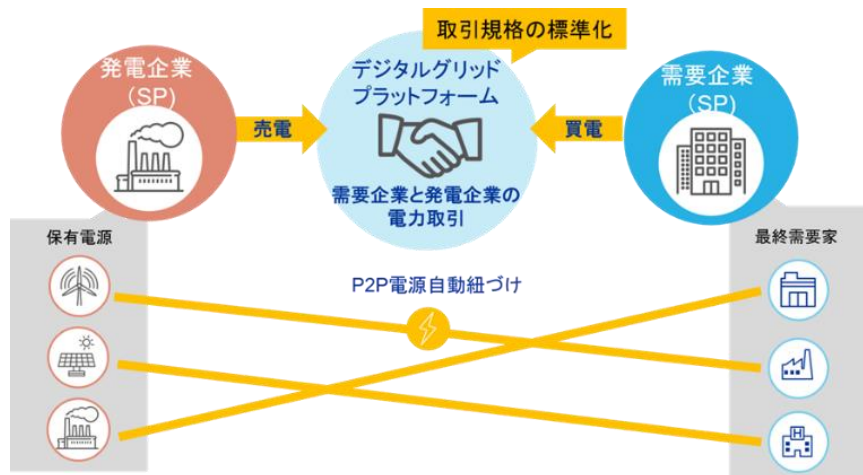 取引規格の標準化
発電企業
（SP）
デジタルグリッド
プラットフォーム
需要企業
（SP）
売電
買電
需要企業と発電企業の
電力取引
保有電源
最終需要家
P2P電源自動紐づけ
H